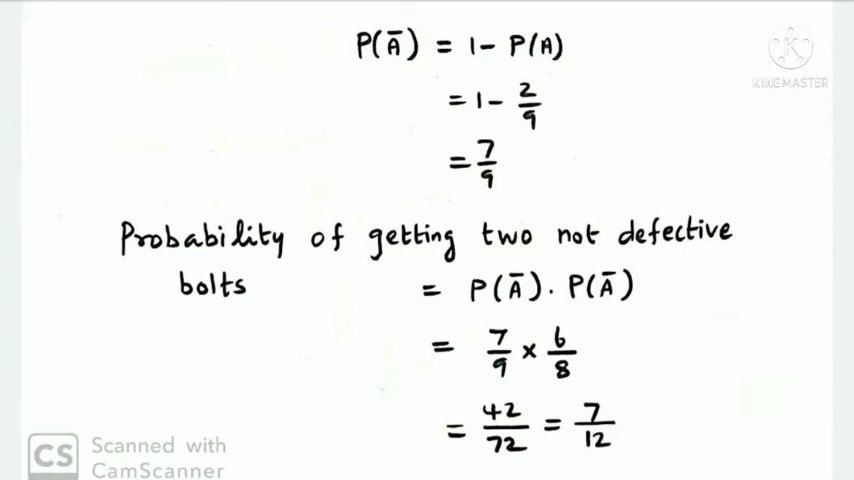 P(Ā) = 1 - P(A)
KINEMASTER
= 1 - 2/9
= 7/9
Probability of getting two not defective
bolts = P(Ā) . P(Ā)
= 7/9 × 6/8
= 42/72 = 7/12
CS Scanned with
CamScanner